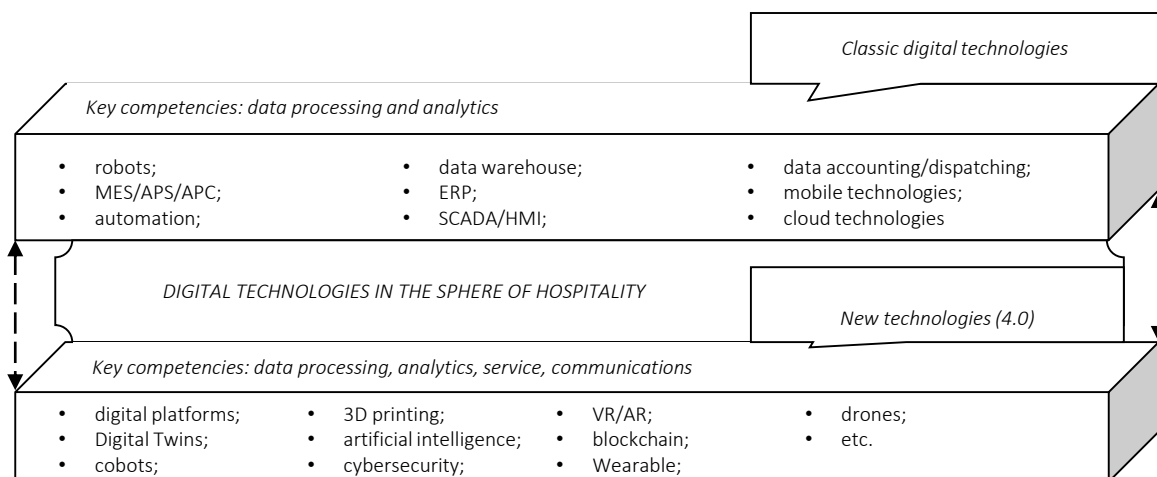 Classic digital technologies
Key competencies: data processing and analytics
• robots;
• MES/APS/APC;
• automation;
• data warehouse;
• ERP;
• SCADA/HMI;
• data accounting/dispatching;
• mobile technologies;
• cloud technologies
DIGITAL TECHNOLOGIES IN THE SPHERE OF HOSPITALITY
New technologies (4.0)
Key competencies: data processing, analytics, service, communications
• digital platforms;
• Digital Twins;
• cobots;
• 3D printing;
• artificial intelligence;
• cybersecurity;
• VR/AR;
• blockchain;
• Wearable;
• drones;
• etc.